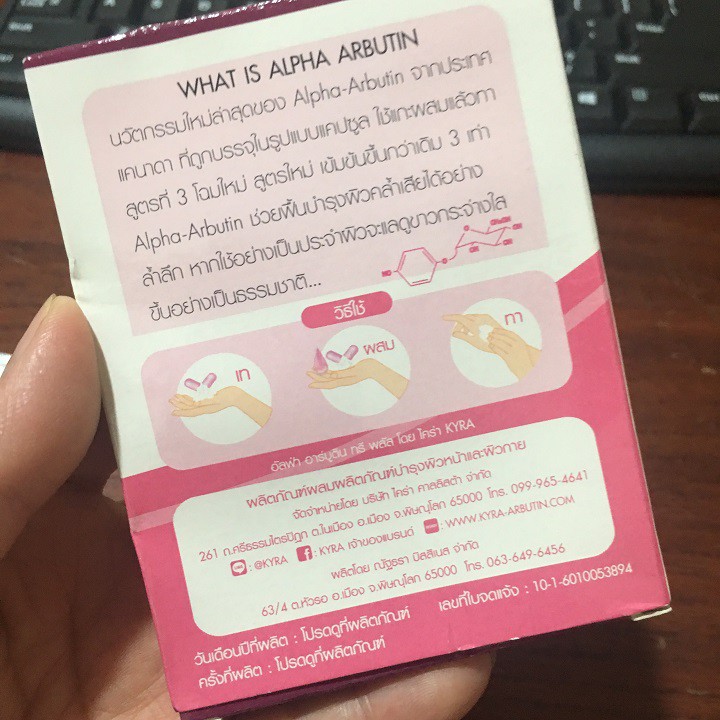 WHAT IS ALPHA ARBUTIN
นวัตกรรมใหม่ล่าสุดของ Alpha-Arbutin จากประเทศ
แคนาดา ที่ถูกบรรจุในรูปแบบแคปซูล ใช้แกะผสมแล้วทา
สูตรที่ 3 โฉมใหม่ สูตรใหม่ เข้มข้นขึ้นกว่าเดิม 3 เท่า
Alpha-Arbutin ช่วยฟื้นบำรุงผิวคล้ำเสียได้อย่าง
ล้ำลึก หากใช้อย่างเป็นประจำผิวจะแลดูขาวกระจ่างใส
ขึ้นอย่างเป็นธรรมชาติ...
วิธีใช้
เท
ผสม
ทา
อัลฟ่า อาร์บูติน ทรี พลัส โดย ไคร่า KYRA
ผลิตภัณฑ์ผสมผลิตภัณฑ์บำรุงผิวหน้าและผิวกาย
จัดจำหน่ายโดย บริษัท ไคร่า คาลลิสต้า จำกัด
261 ถ.ศรีธรรมไตรปิฎก ต.ในเมือง อ.เมือง จ.พิษณุโลก 65000 โทร. 099-965-4641
: @KYRA : KYRA เจ้าของแบรนด์ : WWW.KYRA-ARBUTIN.COM
ผลิตโดย ณัฐธรา บิสสิเนส จำกัด
63/4 ต.หัวรอ อ.เมือง จ.พิษณุโลก 65000 โทร. 063-649-6456
วันเดือนปีที่ผลิต : โปรดดูที่ผลิตภัณฑ์ เลขที่ใบจดแจ้ง : 10-1-6010053894
ครั้งที่ผลิต : โปรดดูที่ผลิตภัณฑ์